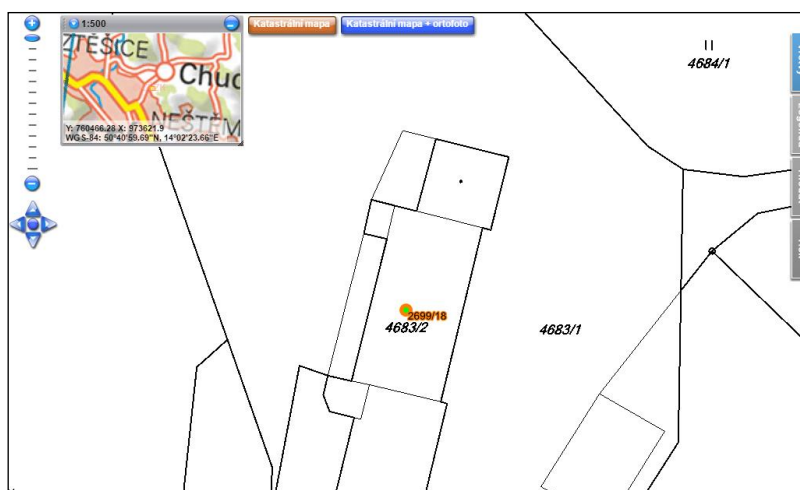 1:500
Katastrální mapa
Katastrální mapa + ortofoto
ZTĚŠICE
Chuc
NEŠTĚM
Y: 760466.28 X: 973621.9
WGS-84: 50°40'59.69"N, 14°02'23.66"E
4684/1
2699/18
4683/2
4683/1